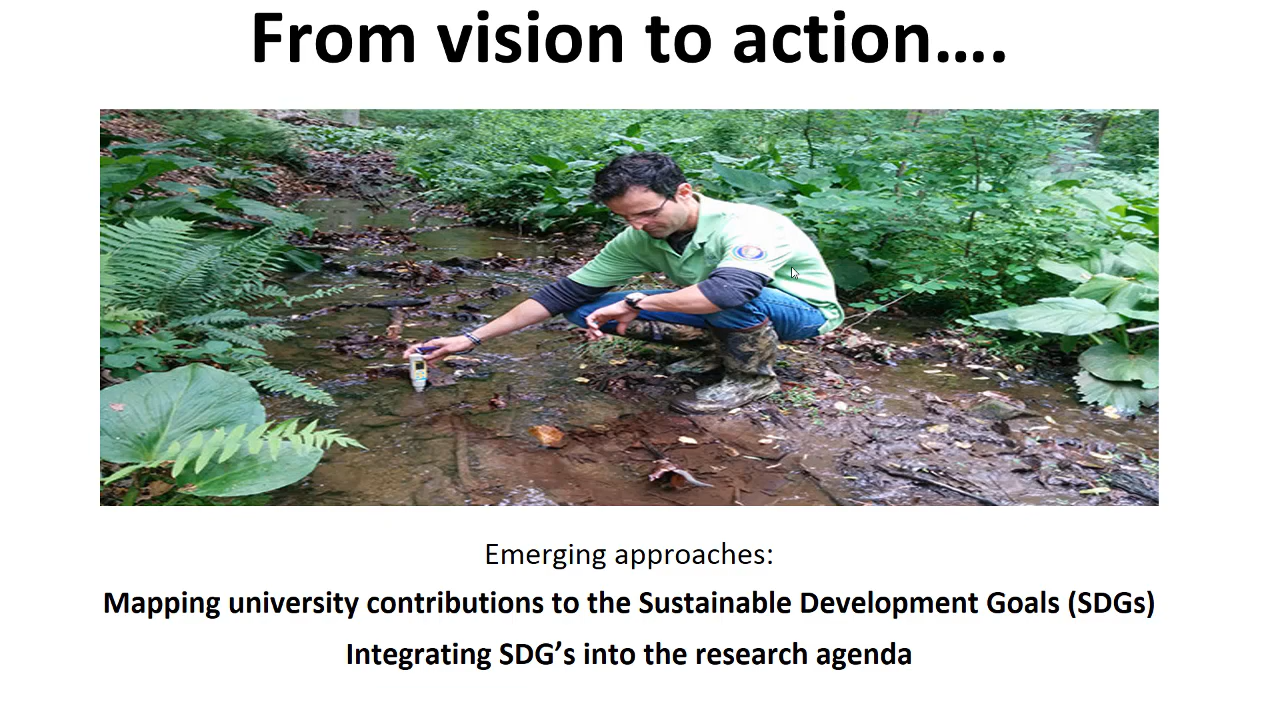 From vision to action….
Emerging approaches:
Mapping university contributions to the Sustainable Development Goals (SDGs)
Integrating SDG’s into the research agenda